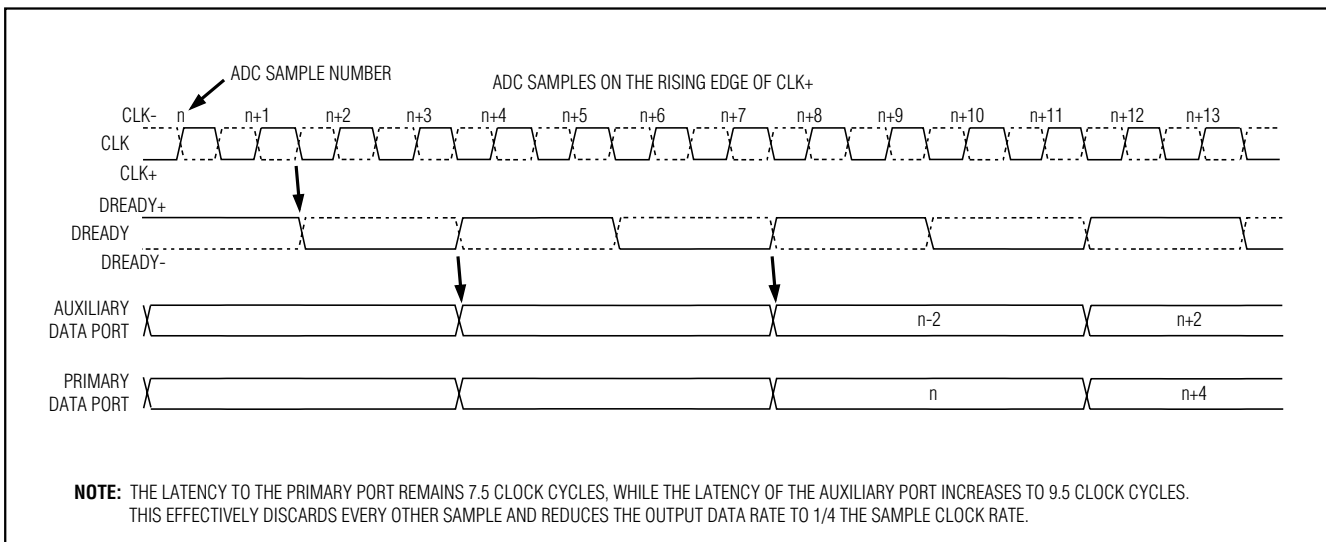 ADC SAMPLE NUMBER
ADC SAMPLES ON THE RISING EDGE OF CLK+
CLK- n n+1 n+2 n+3 n+4 n+5 n+6 n+7 n+8 n+9 n+10 n+11 n+12 n+13
CLK
CLK+
DREADY+
DREADY
DREADY-
AUXILIARY
DATA PORT
n-2 n+2
PRIMARY
DATA PORT
n n+4
NOTE: THE LATENCY TO THE PRIMARY PORT REMAINS 7.5 CLOCK CYCLES, WHILE THE LATENCY OF THE AUXILIARY PORT INCREASES TO 9.5 CLOCK CYCLES.
THIS EFFECTIVELY DISCARDS EVERY OTHER SAMPLE AND REDUCES THE OUTPUT DATA RATE TO 1/4 THE SAMPLE CLOCK RATE.